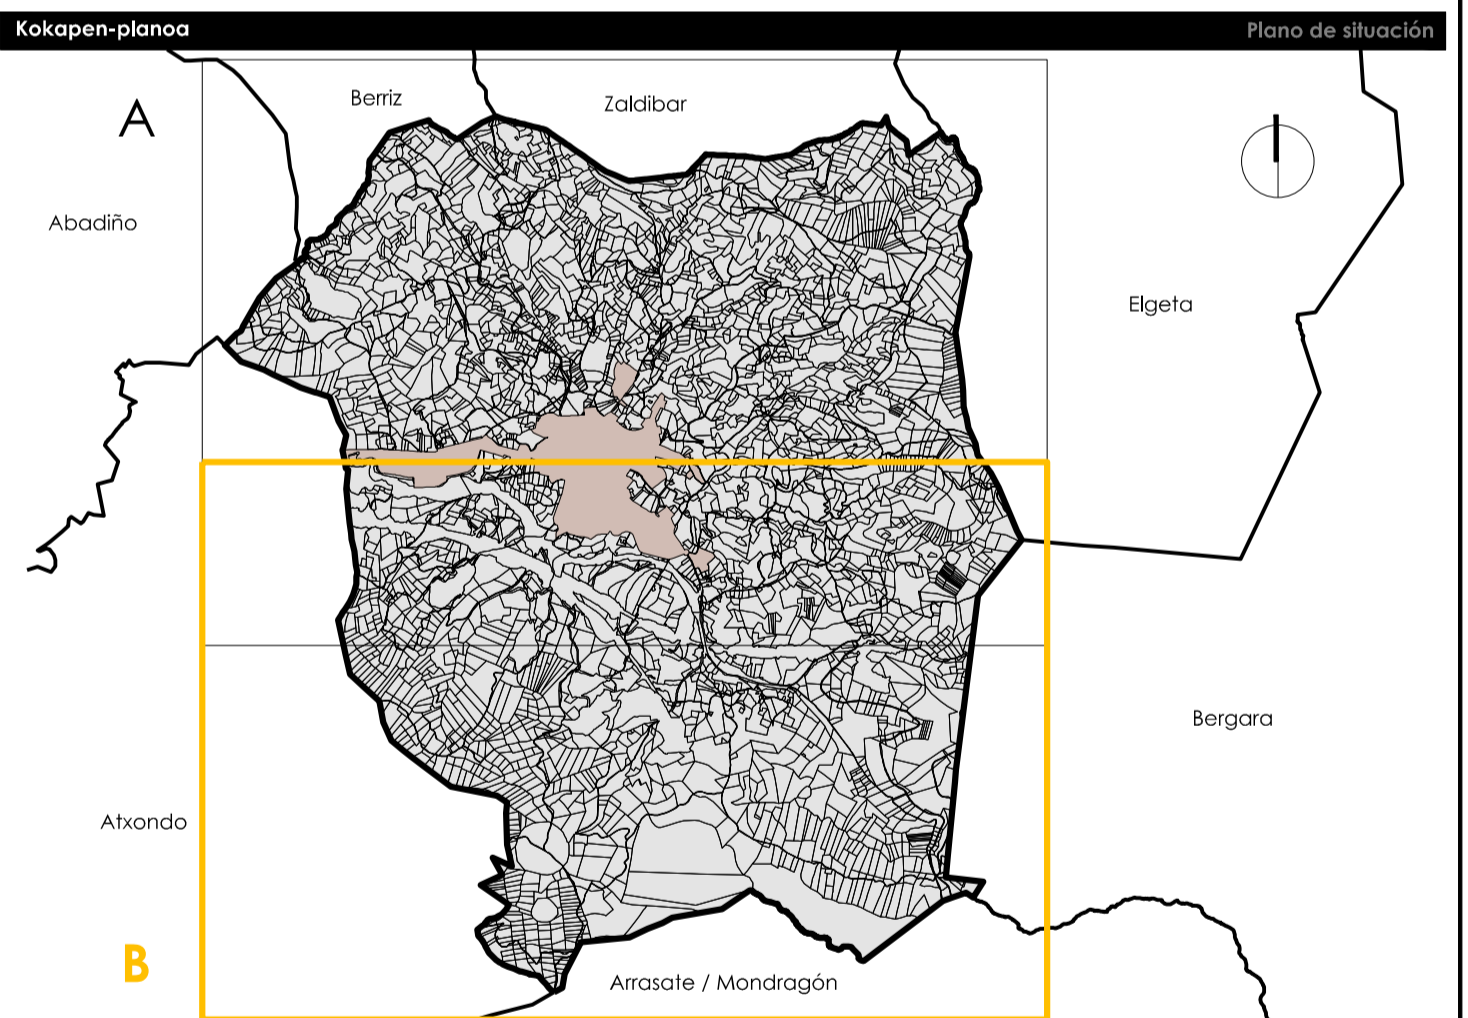 Kokapen-planoa
Plano de situación
A
Berriz
Zaldibar
Abadiño
Elgeta
Bergara
Atxondo
B
Arrasate / Mondragón